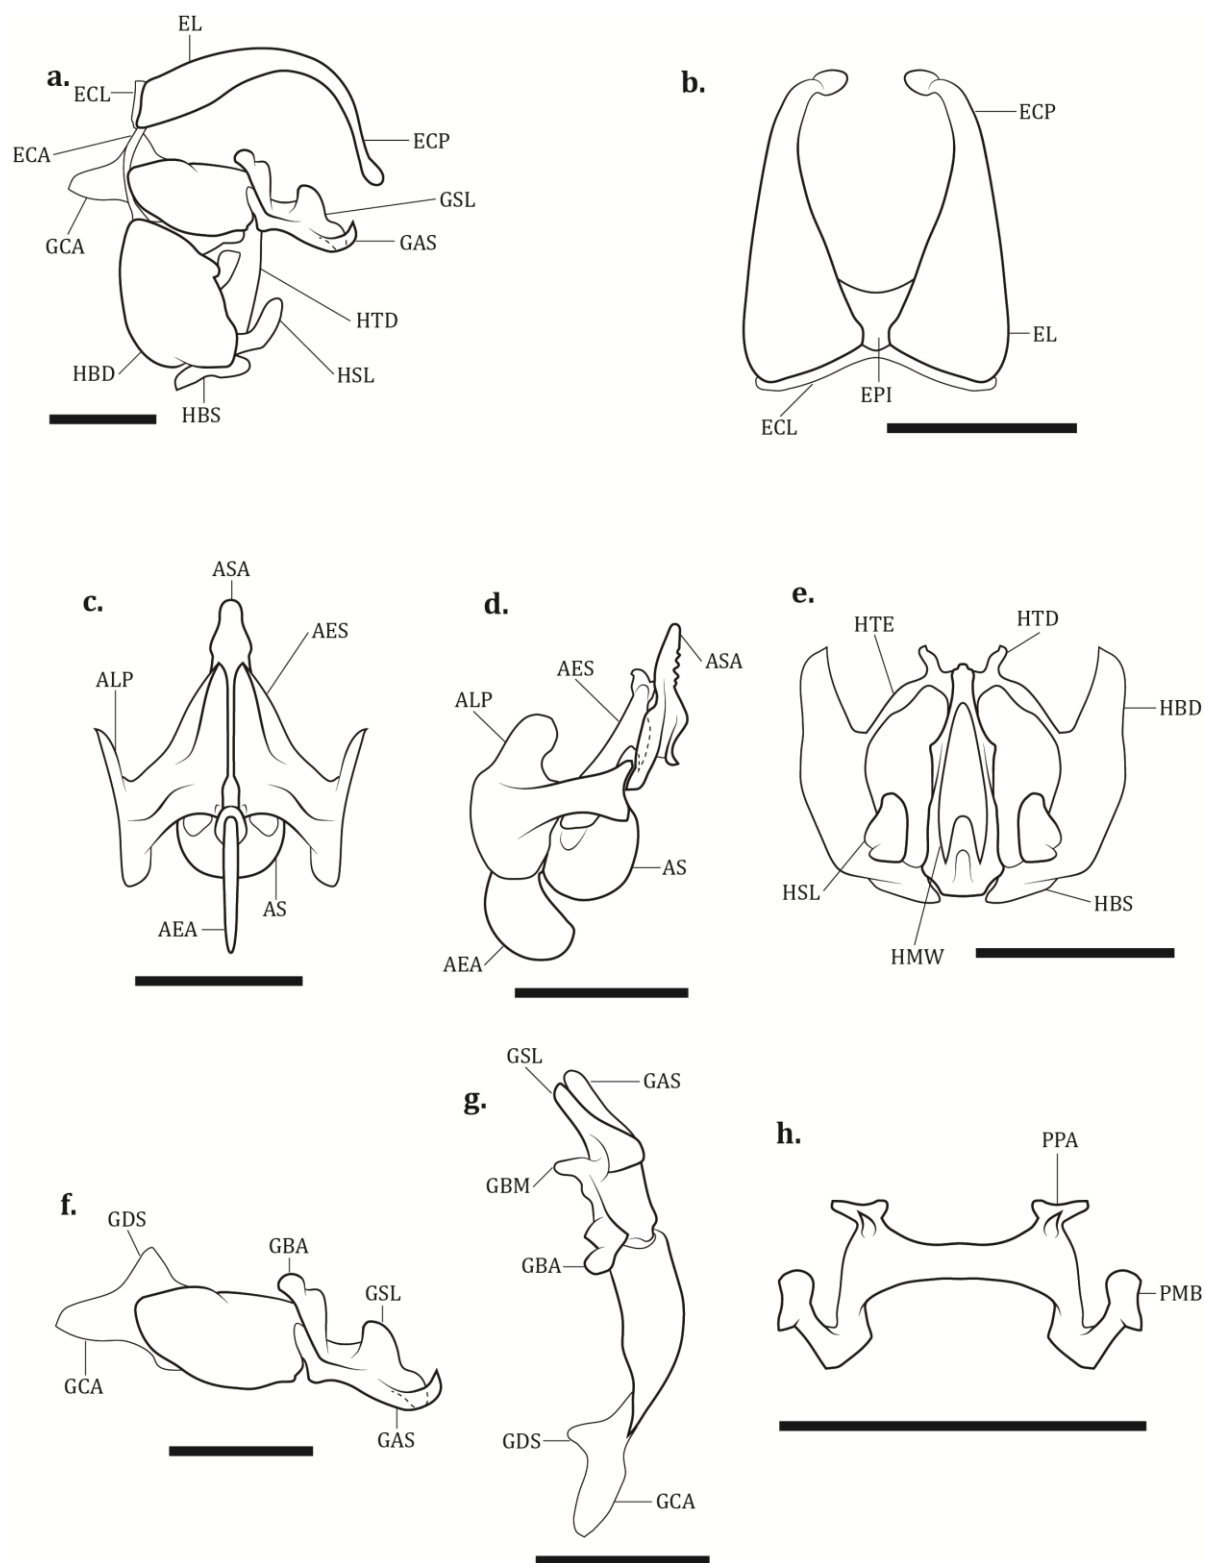 a.
EL
ECL
ECA
GCA
ECP
GSL
GAS
HTD
HSL
HBD
HBS
b.
ECP
EL
EPI
ECL
c.
ASA
AES
ALP
AS
AEA
d.
AES
ASA
ALP
AS
AEA
e.
HTE
HTD
HBD
HSL
HBS
HMW
f.
GDS
GBA
GSL
GCA
GAS
g.
GSL
GAS
GBM
GBA
GDS
GCA
h.
PPA
PMB